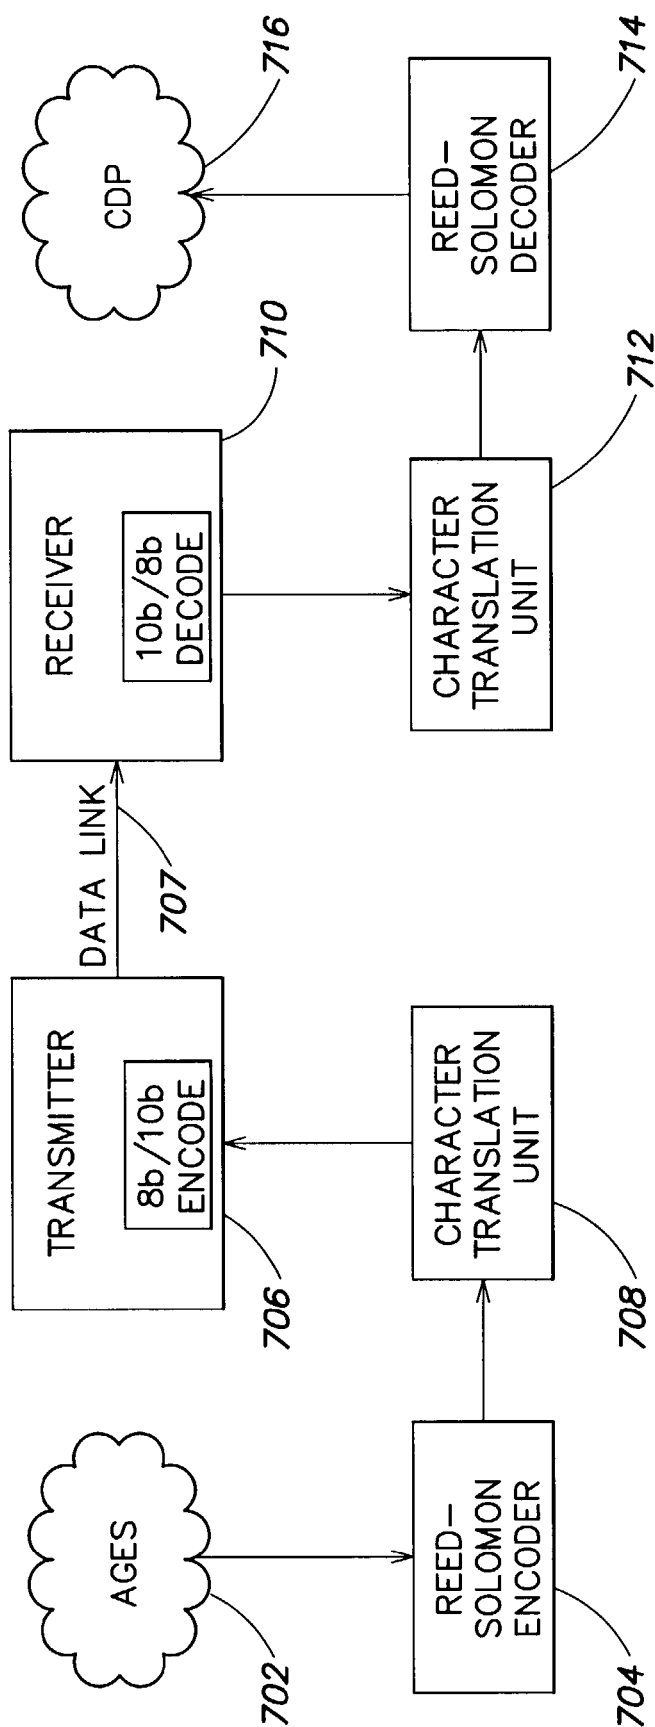 AGES
702
REED-
SOLOMON
ENCODER
704
CHARACTER
TRANSLATION
UNIT
708
TRANSMITTER
8b/10b
ENCODE
706
DATA LINK
707
RECEIVER
10b/8b
DECODE
710
CHARACTER
TRANSLATION
UNIT
712
REED-
SOLOMON
DECODER
714
CDP
716